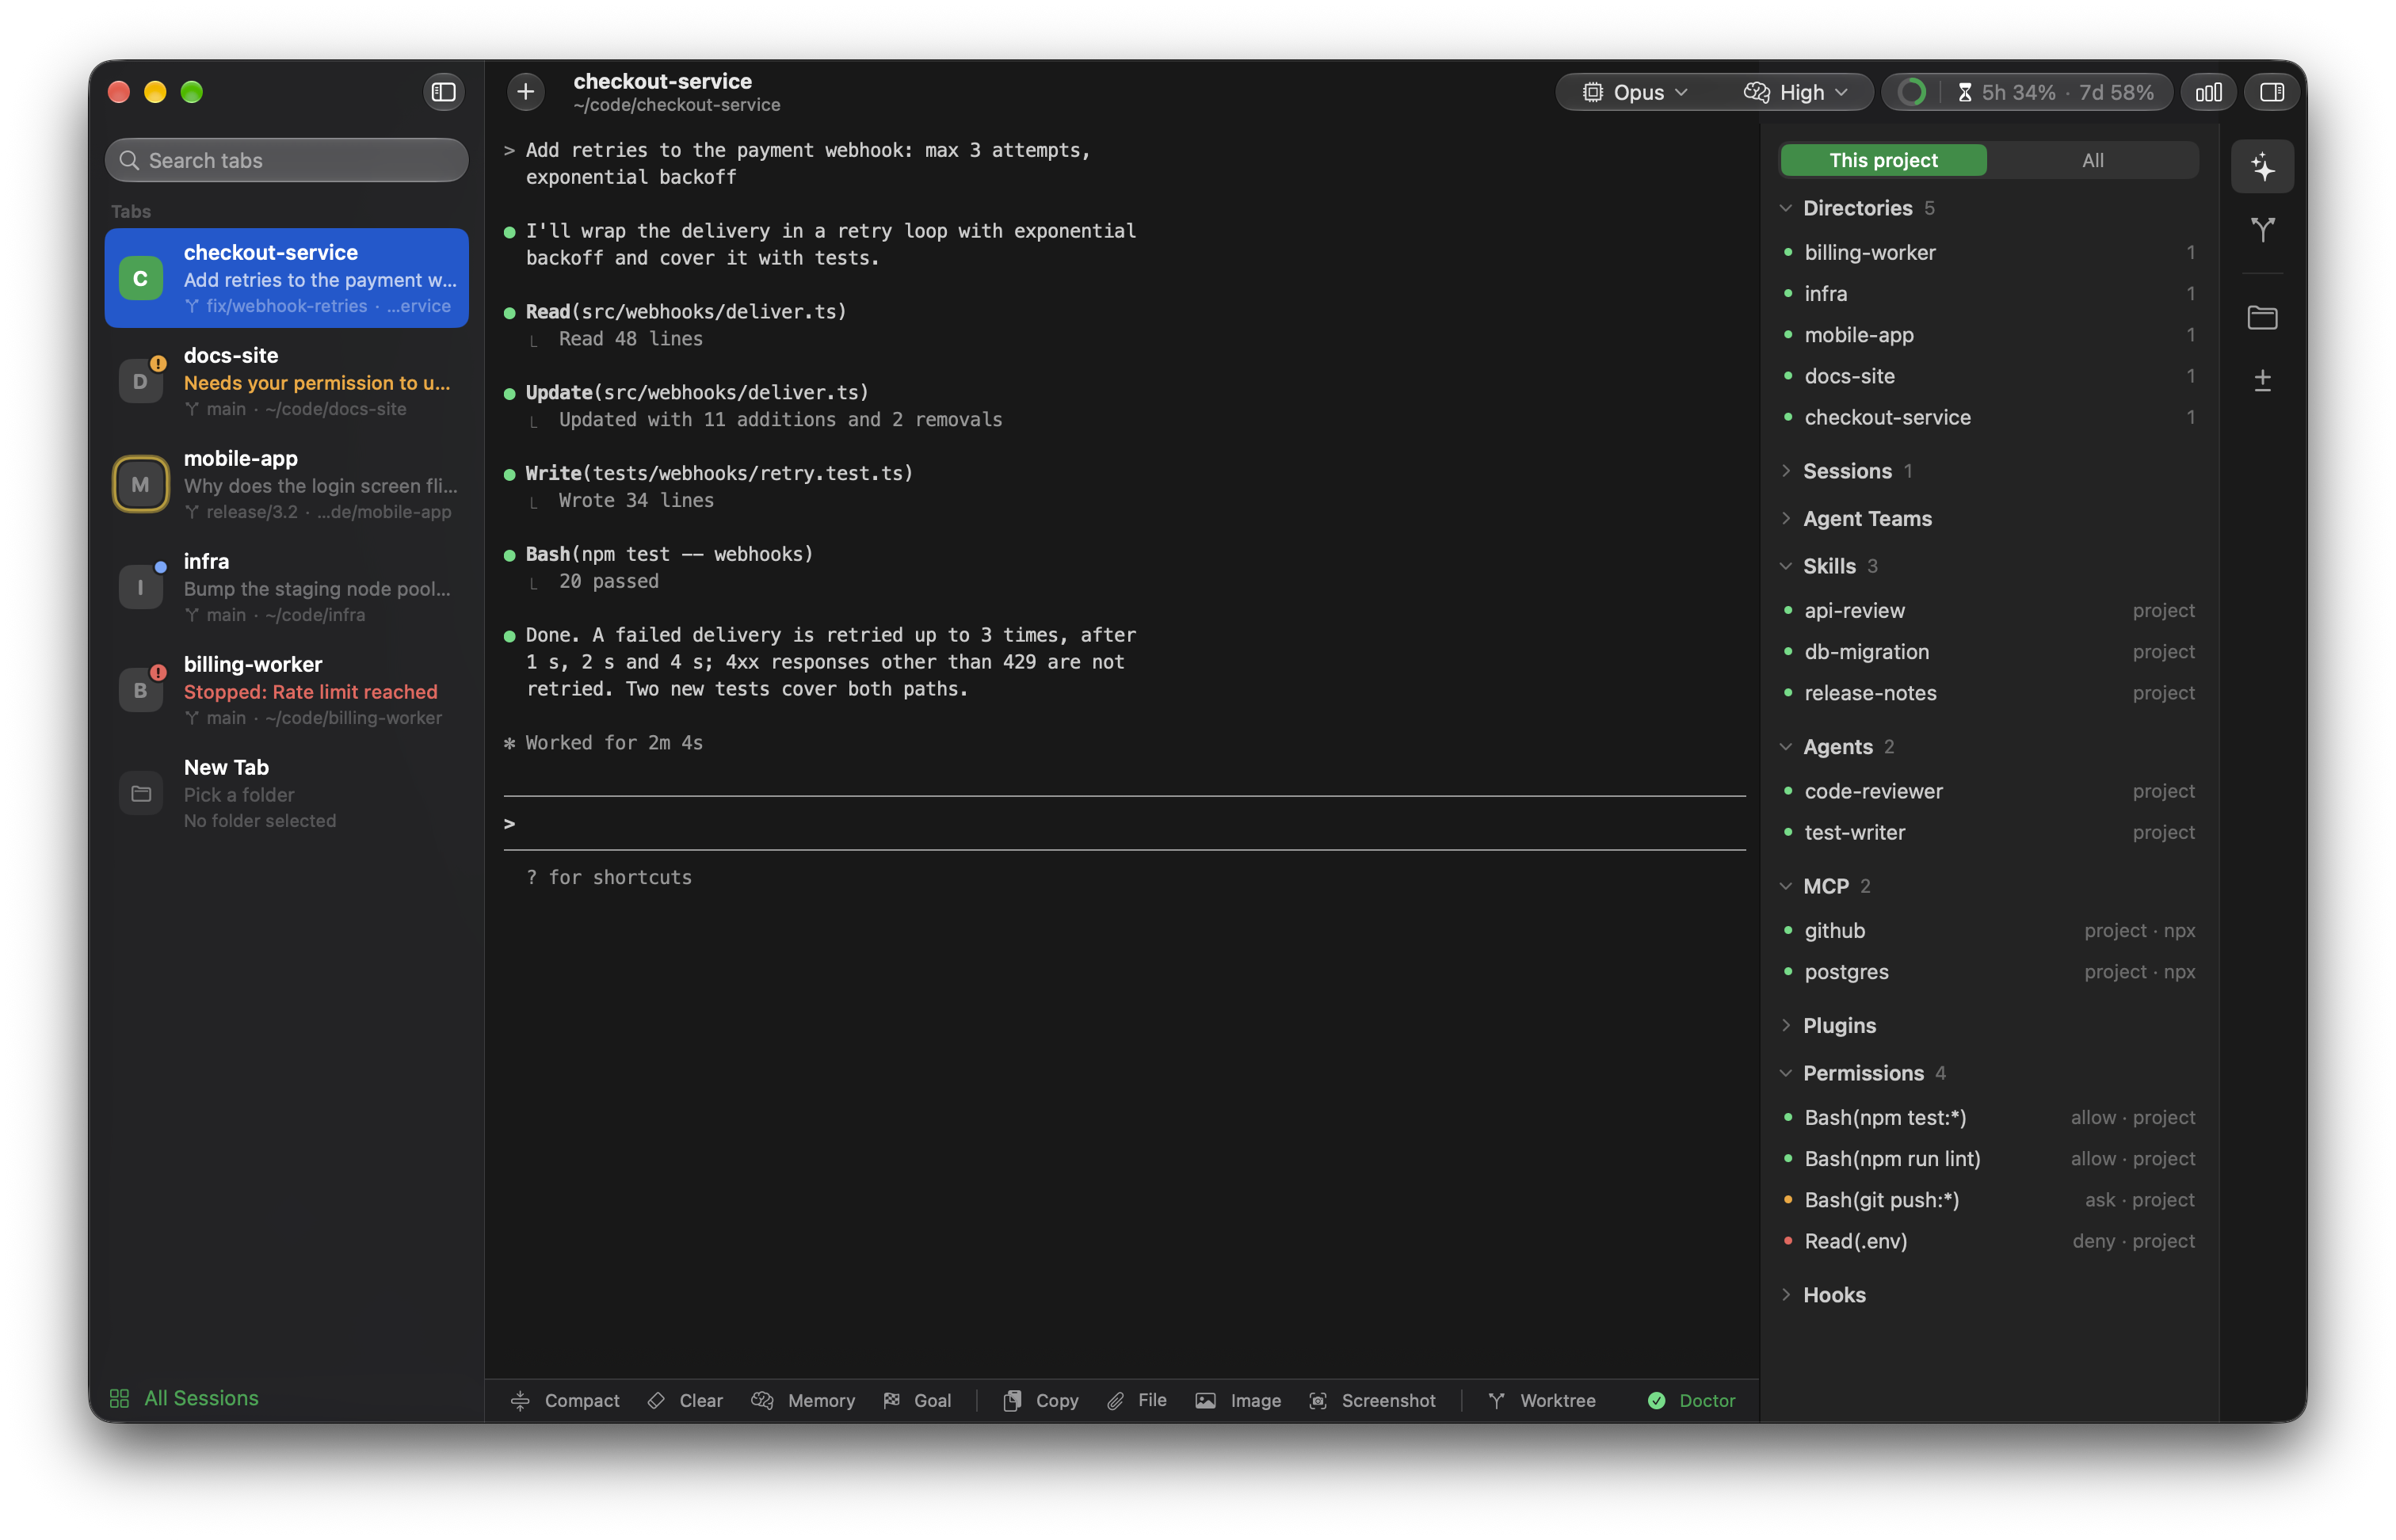 checkout-service
~/code/checkout-service
Opus
High
5h 34% · 7d 58%
Search tabs
Tabs
C
checkout-service
Add retries to the payment w...
fix/webhook-retries · ...ervice
D
docs-site
Needs your permission to u...
main · ~/code/docs-site
M
mobile-app
Why does the login screen fli...
release/3.2 · ...de/mobile-app
I
infra
Bump the staging node pool...
main · ~/code/infra
B
billing-worker
Stopped: Rate limit reached
main · ~/code/billing-worker
New Tab
Pick a folder
No folder selected
All Sessions
> Add retries to the payment webhook: max 3 attempts,
exponential backoff
I'll wrap the delivery in a retry loop with exponential
backoff and cover it with tests.
Read(src/webhooks/deliver.ts)
Read 48 lines
Update(src/webhooks/deliver.ts)
Updated with 11 additions and 2 removals
Write(tests/webhooks/retry.test.ts)
Wrote 34 lines
Bash(npm test -- webhooks)
20 passed
Done. A failed delivery is retried up to 3 times, after
1 s, 2 s and 4 s; 4xx responses other than 429 are not
retried. Two new tests cover both paths.
* Worked for 2m 4s
>
? for shortcuts
Compact
Clear
Memory
Goal
Copy
File
Image
Screenshot
Worktree
Doctor
This project
All
Directories 5
billing-worker 1
infra 1
mobile-app 1
docs-site 1
checkout-service 1
Sessions 1
Agent Teams
Skills 3
api-review project
db-migration project
release-notes project
Agents 2
code-reviewer project
test-writer project
MCP 2
github project · npx
postgres project · npx
Plugins
Permissions 4
Bash(npm test:*) allow · project
Bash(npm run lint) allow · project
Bash(git push:*) ask · project
Read(.env) deny · project
Hooks